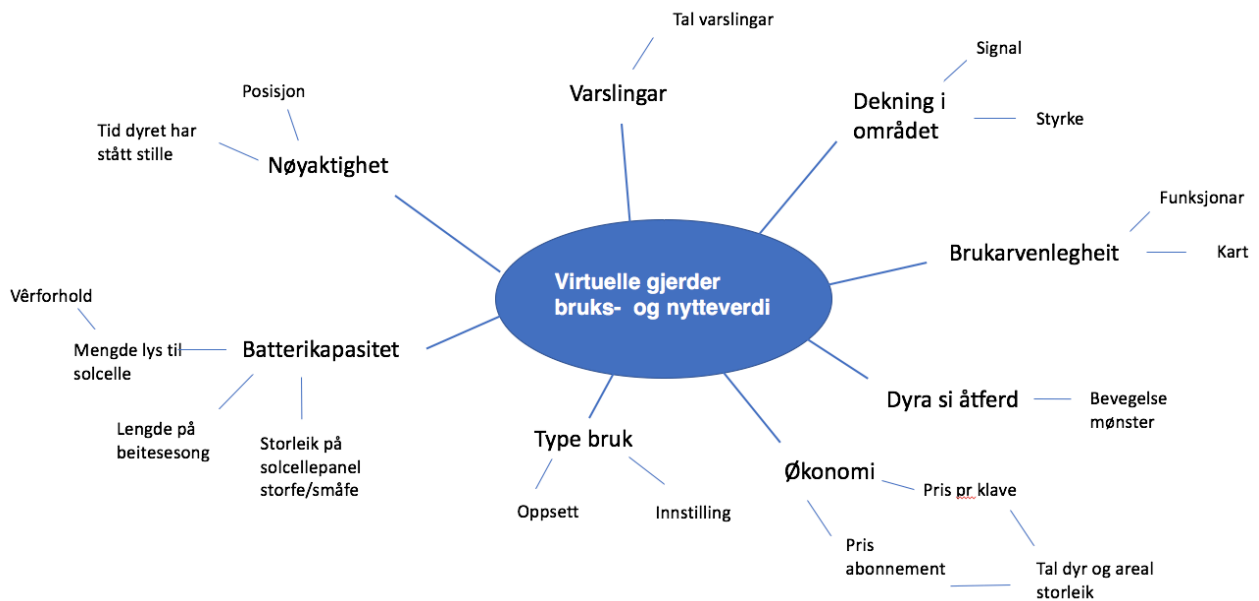 Tal varslingar
Varslingar
Signal
Dekning i
området
Styrke
Posisjon
Tid dyret har
stått stille
Nøyaktighet
Funksjonar
Brukarvenlegheit
Kart
Virtuelle gjerder
bruks- og nytteverdi
Vêrforhold
Mengde lys til
solcelle
Batterikapasitet
Lengde på
beitesesong
Storleik på
solcellepanel
storfe/småfe
Type bruk
Oppsett
Innstilling
Dyra si åtferd
Bevegelse
mønster
Økonomi
Pris pr klave
Pris
abonnement
Tal dyr og areal
storleik